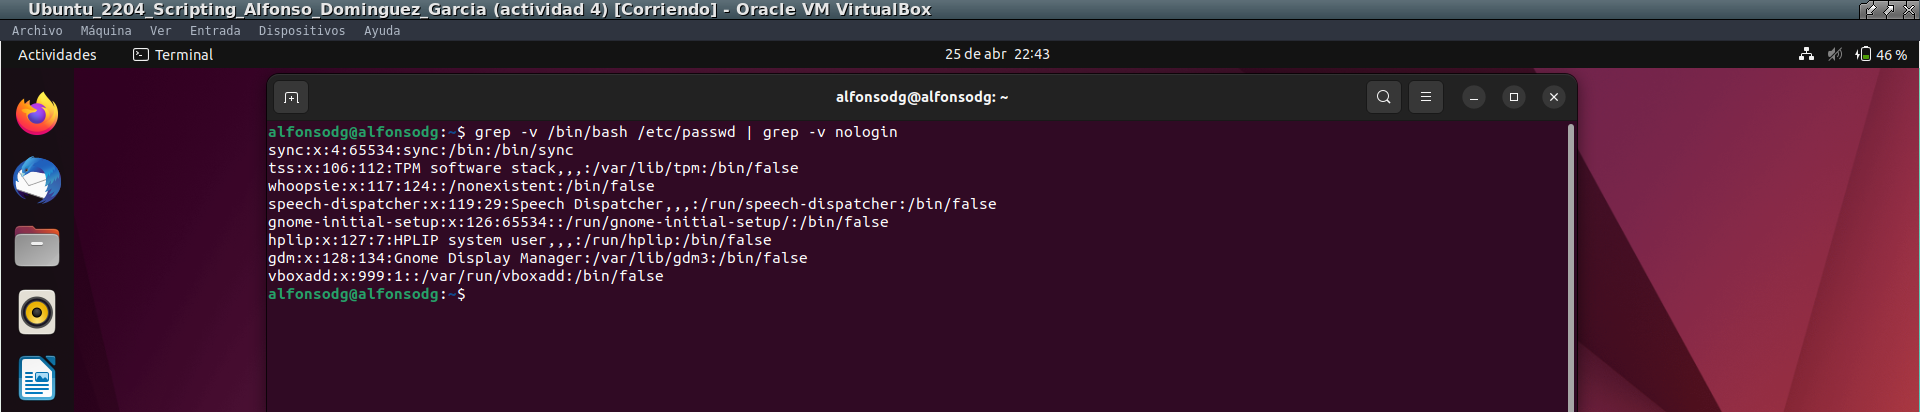 Ubuntu_2204_Scripting_Alfonso_Dominguez_Garcia (actividad 4) [Corriendo] - Oracle VM VirtualBox
Archivo Máquina Ver Entrada Dispositivos Ayuda
Actividades Terminal 25 de abr 22:43 46 %
alfonsodg@alfonsodg: ~
alfonsodg@alfonsodg:~$ grep -v /bin/bash /etc/passwd | grep -v nologin
sync:x:4:65534:sync:/bin:/bin/sync
tss:x:106:112:TPM software stack,,,:/var/lib/tpm:/bin/false
whoopsie:x:117:124::/nonexistent:/bin/false
speech-dispatcher:x:119:29:Speech Dispatcher,,,:/run/speech-dispatcher:/bin/false
gnome-initial-setup:x:126:65534::/run/gnome-initial-setup/:/bin/false
hplip:x:127:7:HPLIP system user,,,:/run/hplip:/bin/false
gdm:x:128:134:Gnome Display Manager:/var/lib/gdm3:/bin/false
vboxadd:x:999:1::/var/run/vboxadd:/bin/false
alfonsodg@alfonsodg:~$